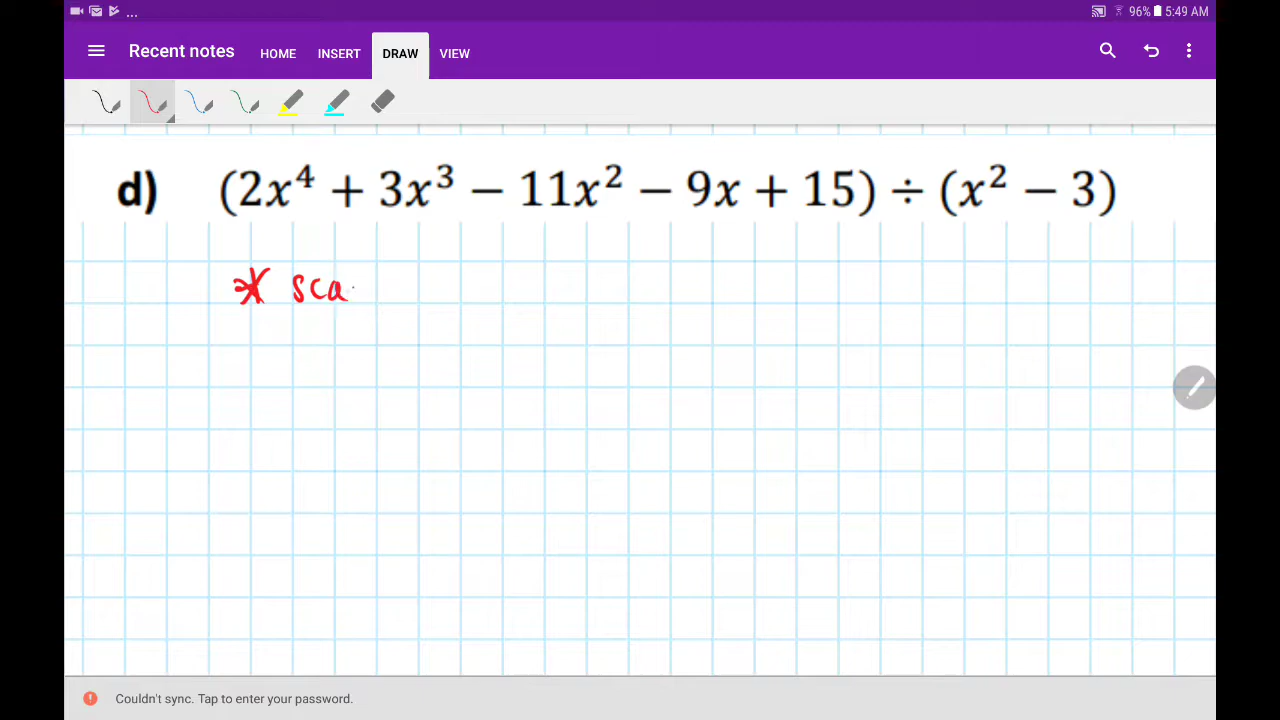 ... 96% 5:49 AM
Recent notes HOME INSERT DRAW VIEW
d) (2x⁴ + 3x³ − 11x² − 9x + 15) ÷ (x² − 3)
* sca
Couldn't sync. Tap to enter your password.